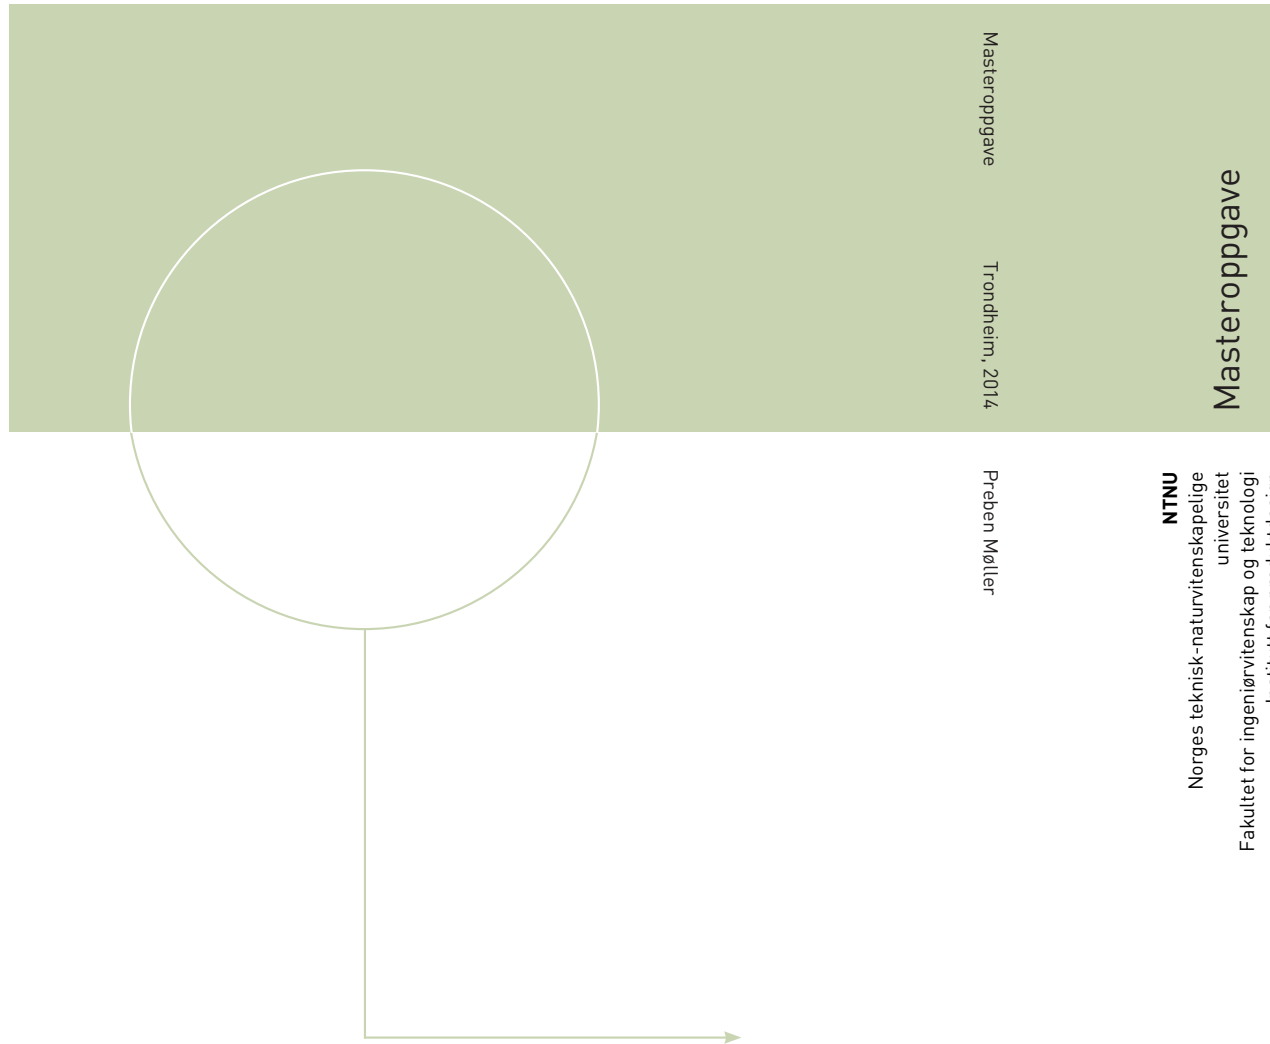 Masteroppgave
Trondheim, 2014
Preben Møller
Masteroppgave
NTNU
Norges teknisk-naturvitenskapelige
universitet
Fakultet for ingeniørvitenskap og teknologi